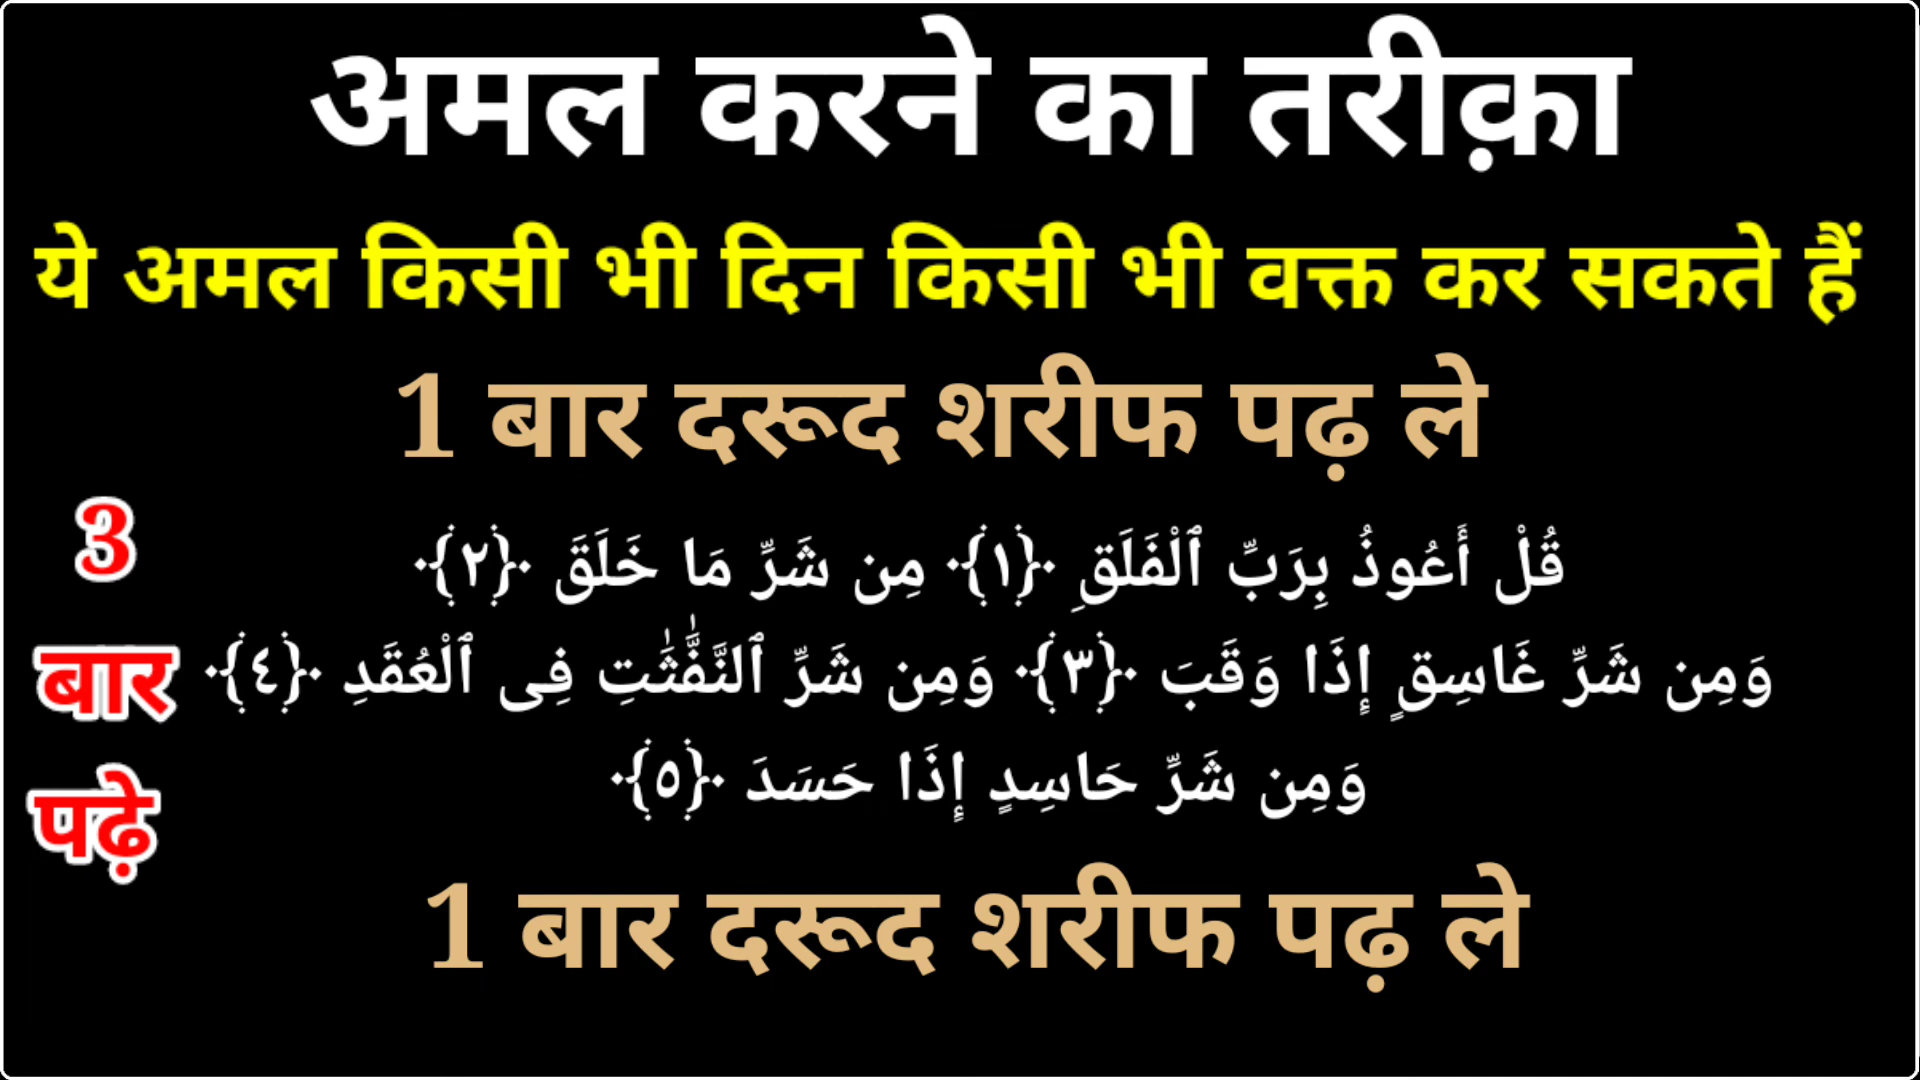 अमल करने का तरीक़ा
ये अमल किसी भी दिन किसी भी वक्त कर सकते हैं
1 बार दरूद शरीफ पढ़ ले
3
बार
पढ़े
قُلْ أَعُوذُ بِرَبِّ ٱلْفَلَقِ ‎﴿١﴾‏ مِن شَرِّ مَا خَلَقَ ‎﴿٢﴾‏
وَمِن شَرِّ غَاسِقٍ إِذَا وَقَبَ ‎﴿٣﴾‏ وَمِن شَرِّ ٱلنَّفَّٰثَٰتِ فِى ٱلْعُقَدِ ‎﴿٤﴾‏
وَمِن شَرِّ حَاسِدٍ إِذَا حَسَدَ ‎﴿٥﴾‏
1 बार दरूद शरीफ पढ़ ले